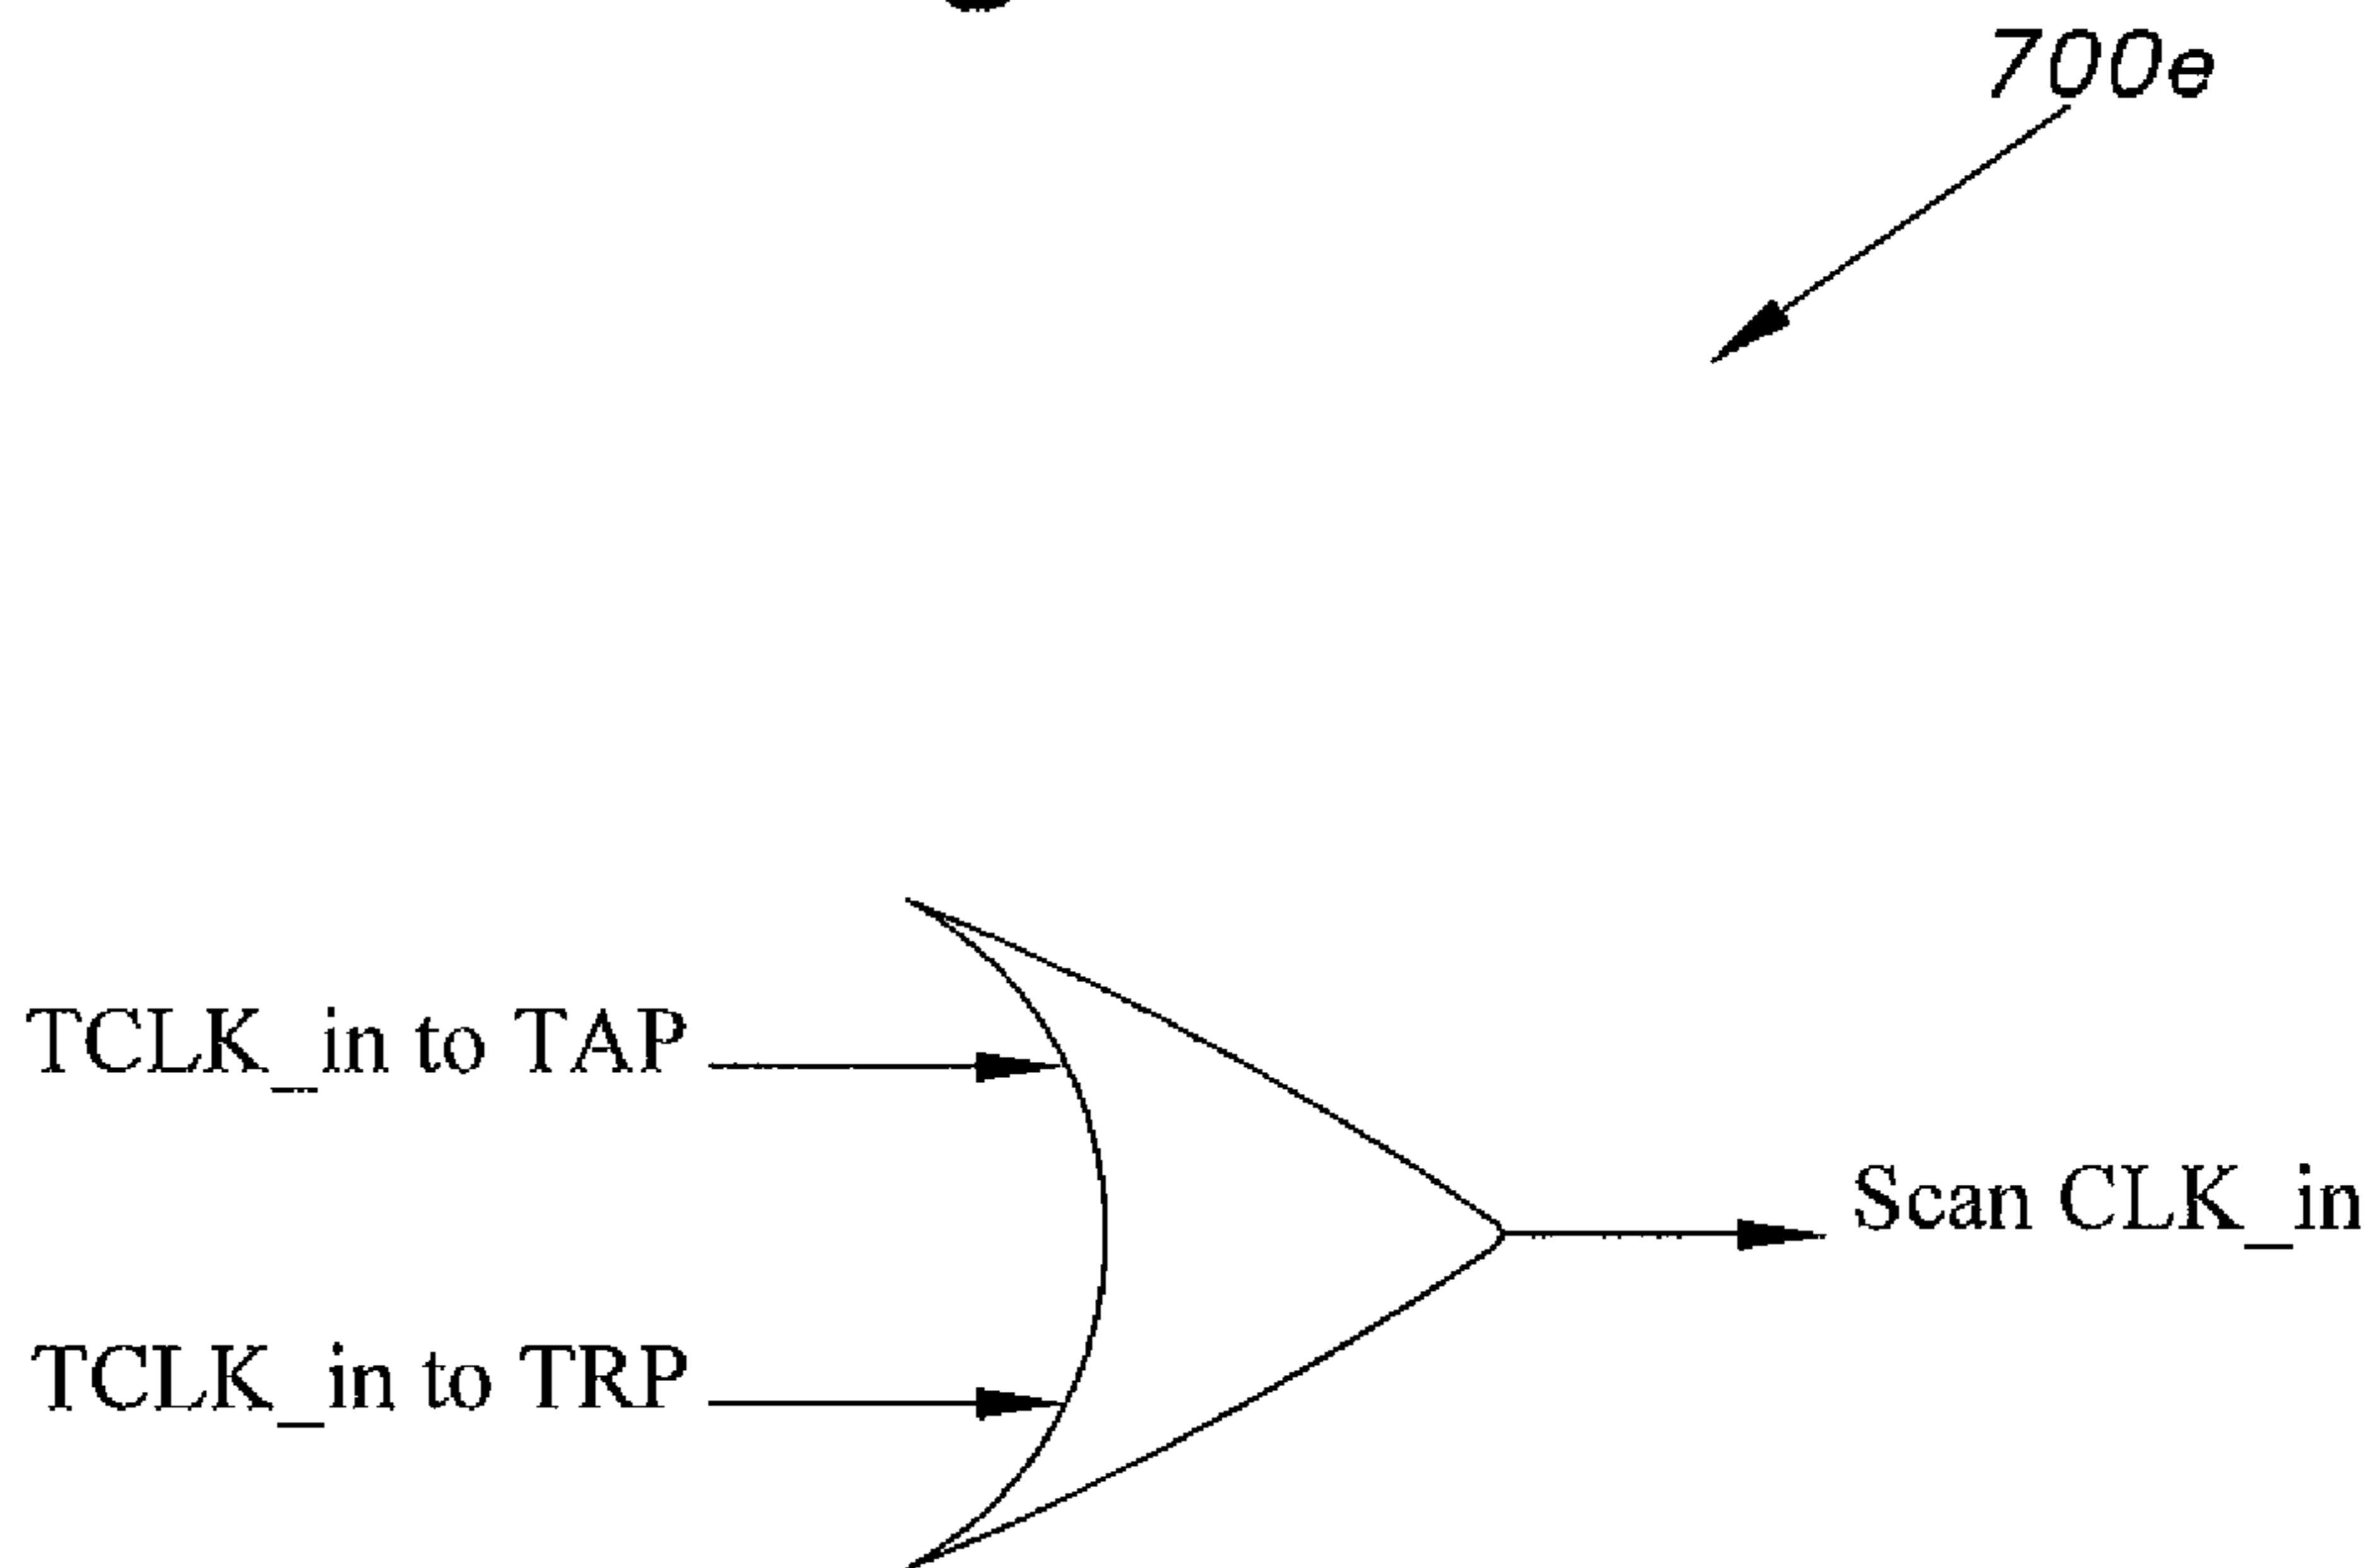 700e
TCLK_in to TAP
Scan CLK_in
TCLK_in to TRP